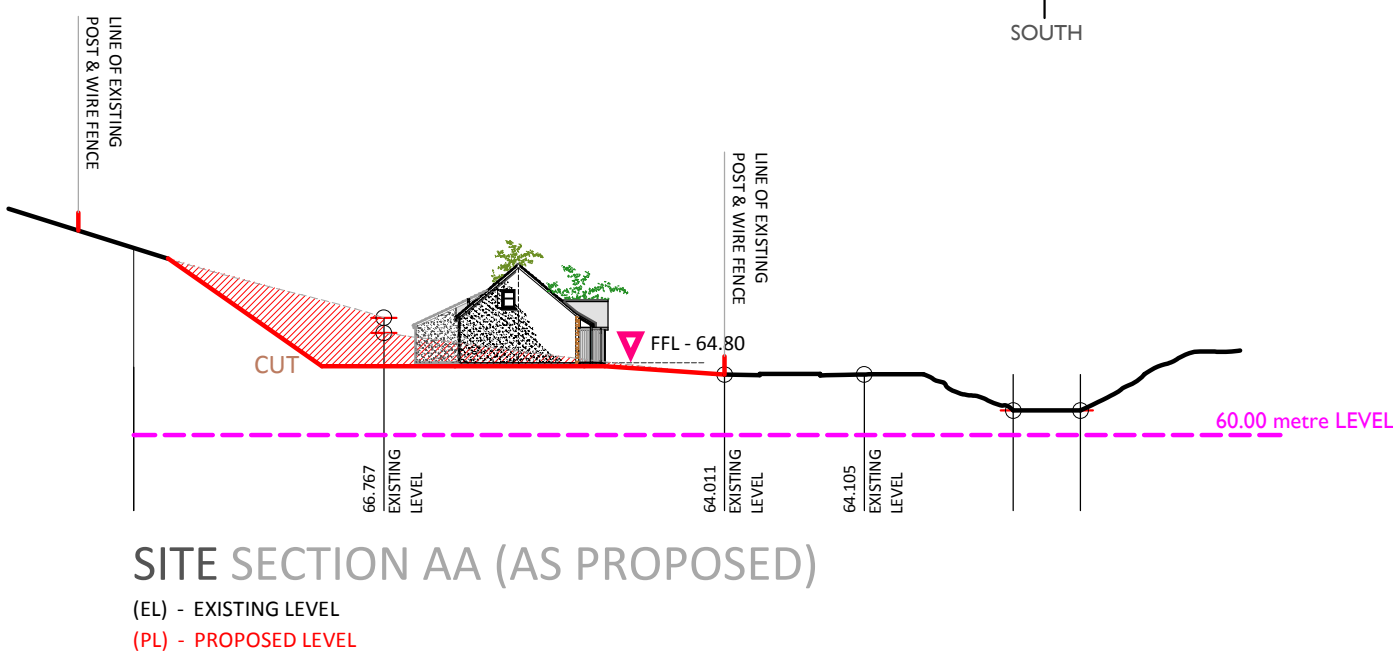 SOUTH
LINE OF EXISTING
POST & WIRE FENCE
LINE OF EXISTING
POST & WIRE FENCE
FFL - 64.80
CUT
60.00 metre LEVEL
66.767
EXISTING
LEVEL
64.011
EXISTING
LEVEL
64.105
EXISTING
LEVEL
SITE SECTION AA (AS PROPOSED)
(EL) - EXISTING LEVEL
(PL) - PROPOSED LEVEL